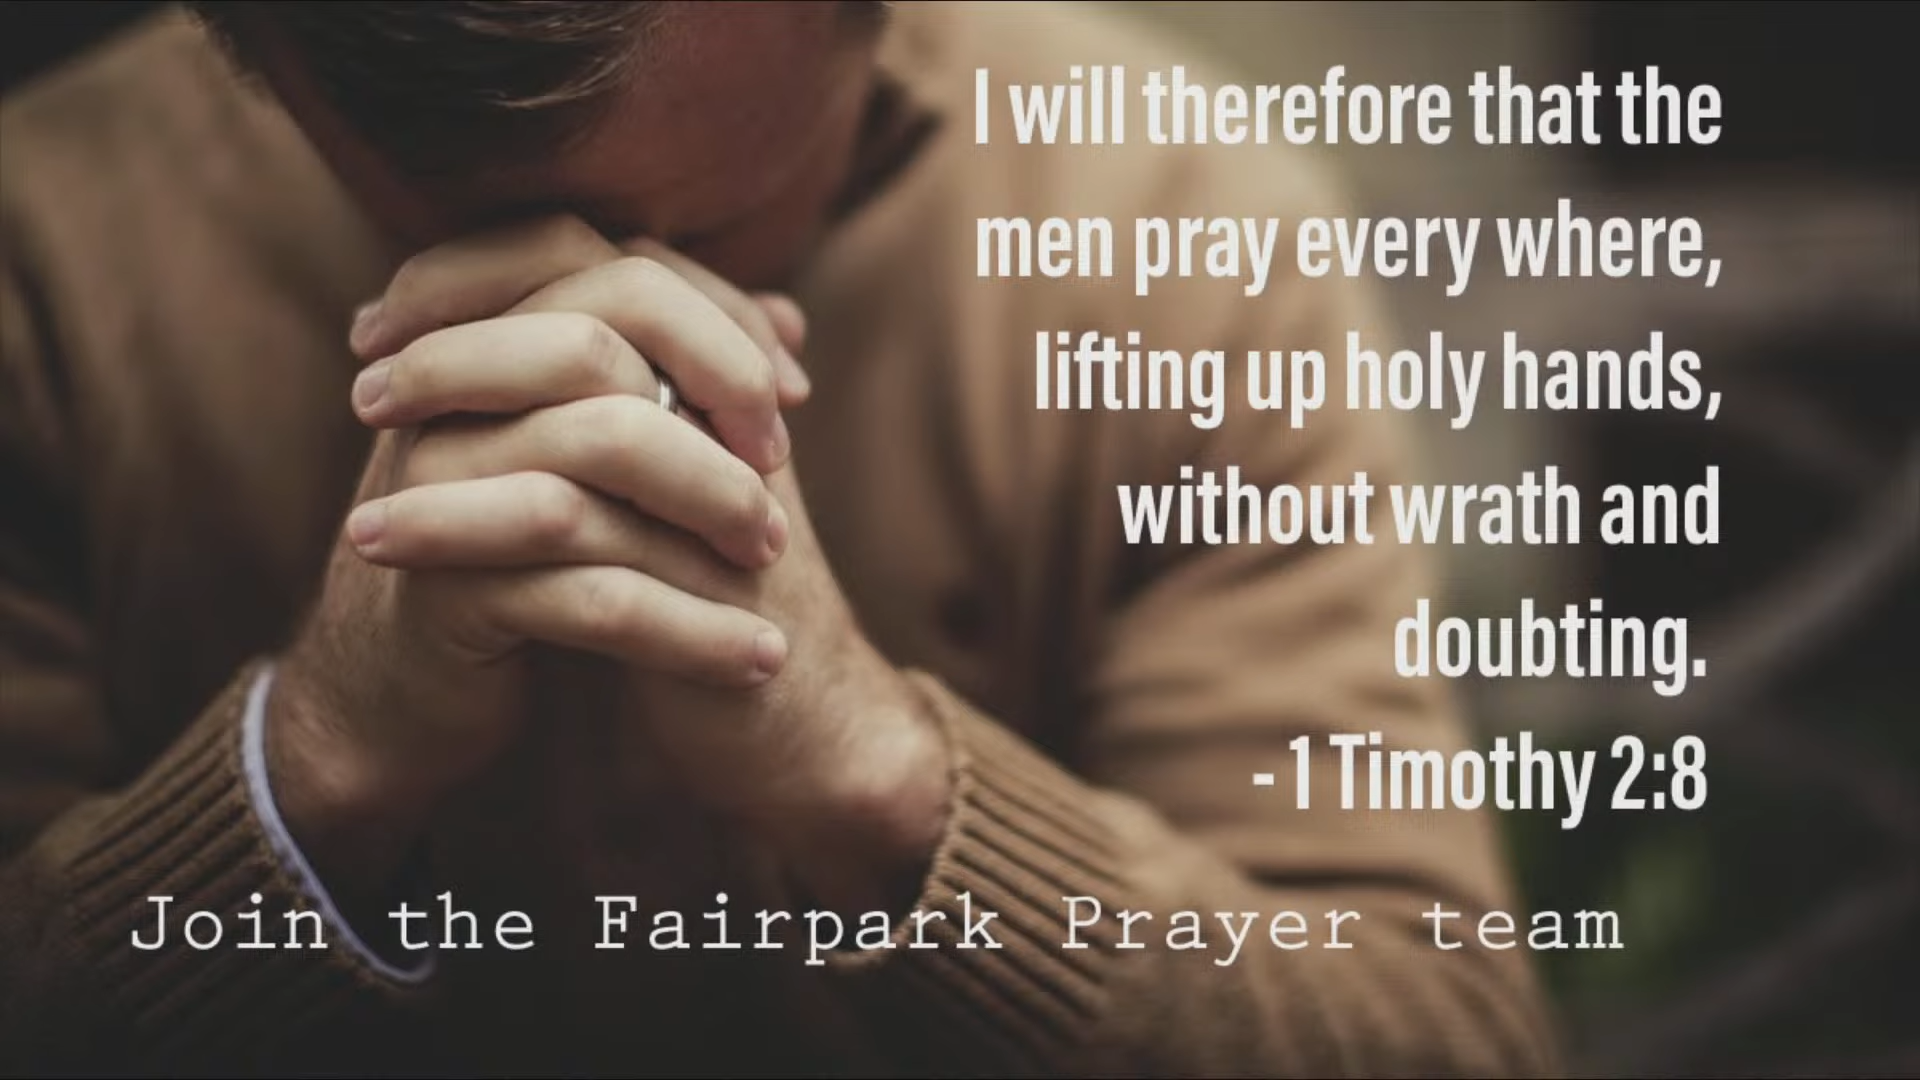 I will therefore that the
men pray every where,
lifting up holy hands,
without wrath and
doubting.
-1 Timothy 2:8
Join the Fairpark Prayer team